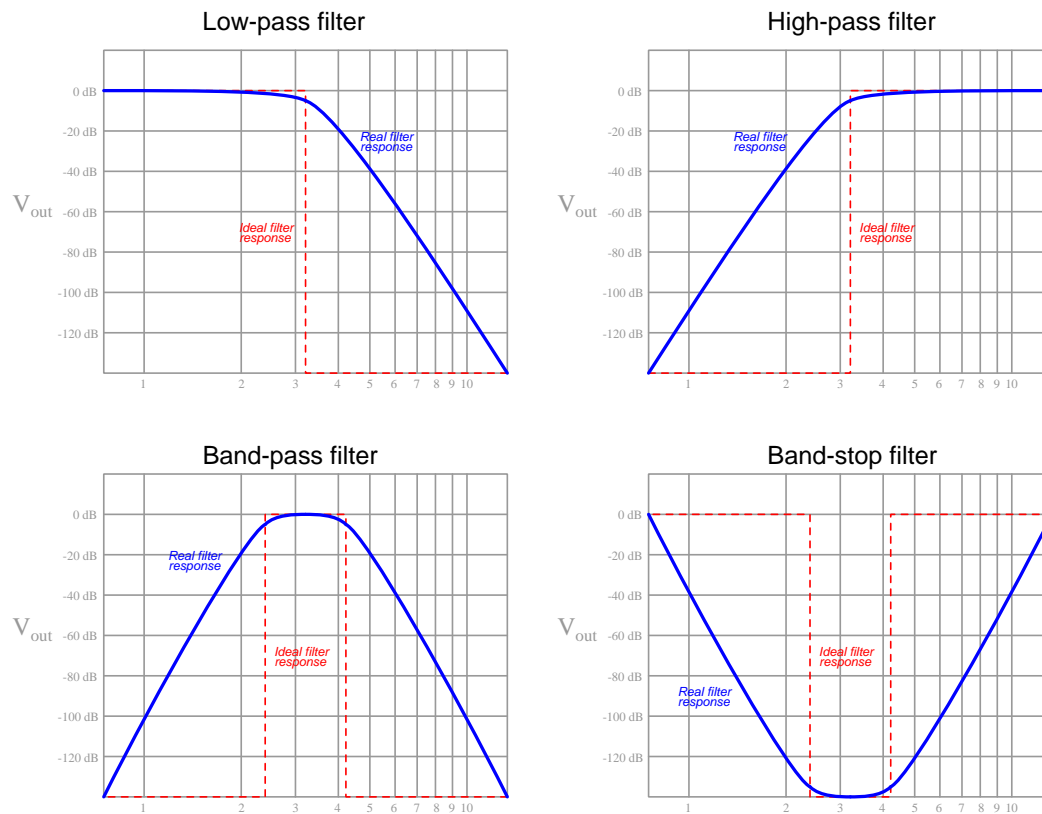 Low-pass filter
0 dB
-20 dB
-40 dB
-60 dB
-80 dB
-100 dB
-120 dB
Vout
Real filter
response
Ideal filter
response
1 2 3 4 5 6 7 8 9 10
High-pass filter
0 dB
-20 dB
-40 dB
-60 dB
-80 dB
-100 dB
-120 dB
Vout
Real filter
response
Ideal filter
response
1 2 3 4 5 6 7 8 9 10
Band-pass filter
0 dB
-20 dB
-40 dB
-60 dB
-80 dB
-100 dB
-120 dB
Vout
Real filter
response
Ideal filter
response
1 2 3 4 5 6 7 8 9 10
Band-stop filter
0 dB
-20 dB
-40 dB
-60 dB
-80 dB
-100 dB
-120 dB
Vout
Ideal filter
response
Real filter
response
1 2 3 4 5 6 7 8 9 10